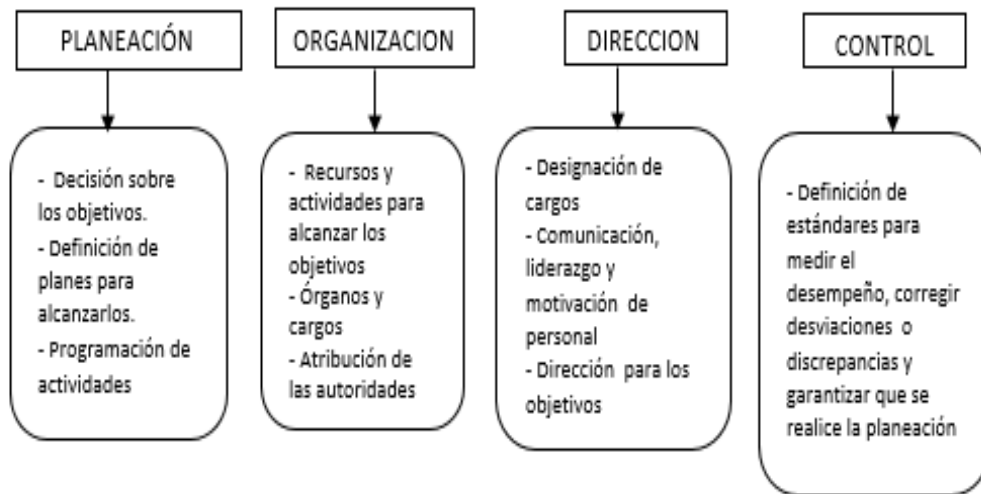 PLANEACIÓN
- Decisión sobre
los objetivos.
- Definición de
planes para
alcanzarlos.
- Programación de
actividades
ORGANIZACION
- Recursos y
actividades para
alcanzar los
objetivos
- Órganos y
cargos
- Atribución de
las autoridades
DIRECCION
- Designación de
cargos
- Comunicación,
liderazgo y
motivación de
personal
- Dirección para los
objetivos
CONTROL
- Definición de
estándares para
medir el
desempeño, corregir
desviaciones o
discrepancias y
garantizar que se
realice la planeación